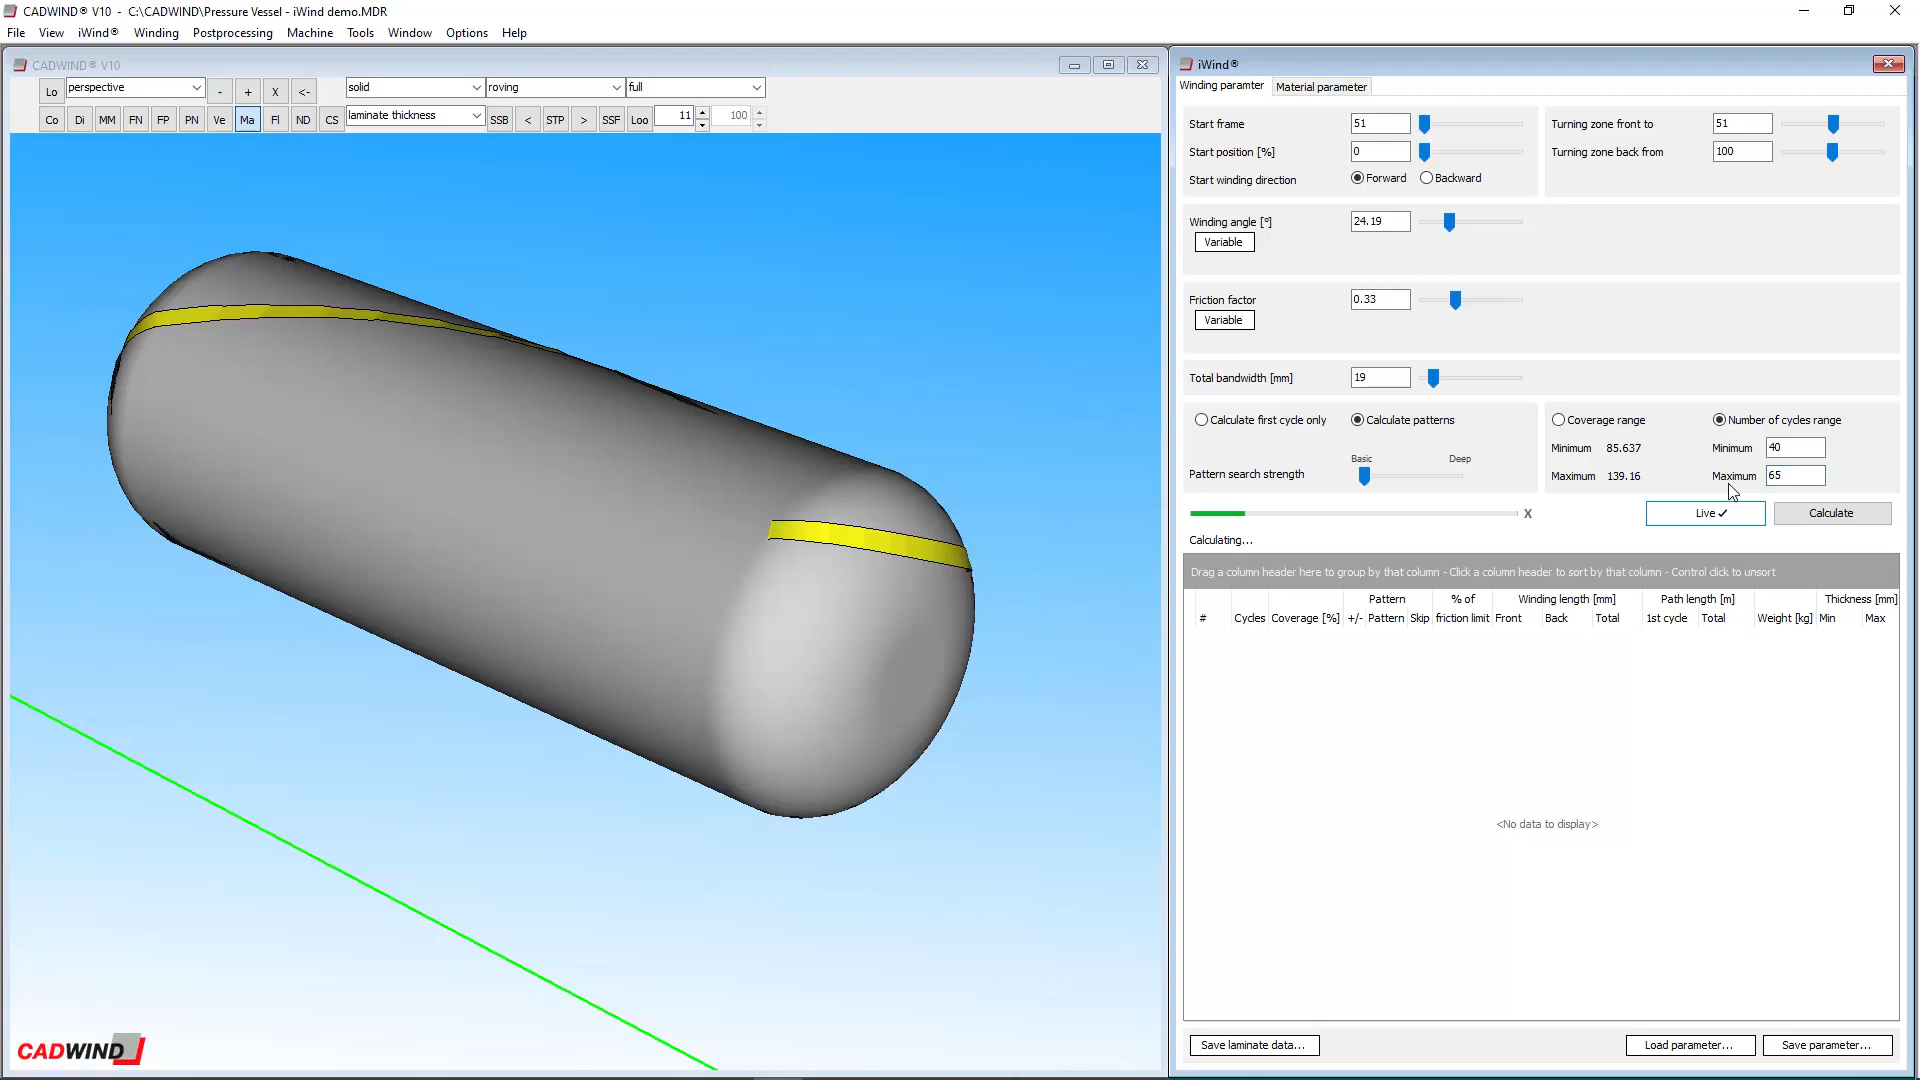 CADWIND® V10 - C:\CADWIND\Pressure Vessel - iWind demo.MDR
File View iWind® Winding Postprocessing Machine Tools Window Options Help
CADWIND® V10
Lo perspective - + X <- solid roving full
Co Di MM FN FP PN Ve Ma Fl ND CS laminate thickness SSB < STP > SSF Loo 11 100
CADWIND
iWind®
Winding paramter Material parameter
Start frame 51 Turning zone front to 51
Start position [%] 0 Turning zone back from 100
Start winding direction Forward Backward
Winding angle [º] 24.19
Variable
Friction factor 0.33
Variable
Total bandwidth [mm] 19
Calculate first cycle only Calculate patterns Coverage range Number of cycles range
Minimum 85.637 Minimum 40
Basic Deep
Pattern search strength Maximum 139.16 Maximum 65
X Live ✓ Calculate
Calculating...
Drag a column header here to group by that column - Click a column header to sort by that column - Control click to unsort
Pattern % of Winding length [mm] Path length [m] Thickness [mm]
# Cycles Coverage [%] +/- Pattern Skip friction limit Front Back Total 1st cycle Total Weight [kg] Min Max
<No data to display>
Save laminate data... Load parameter... Save parameter...